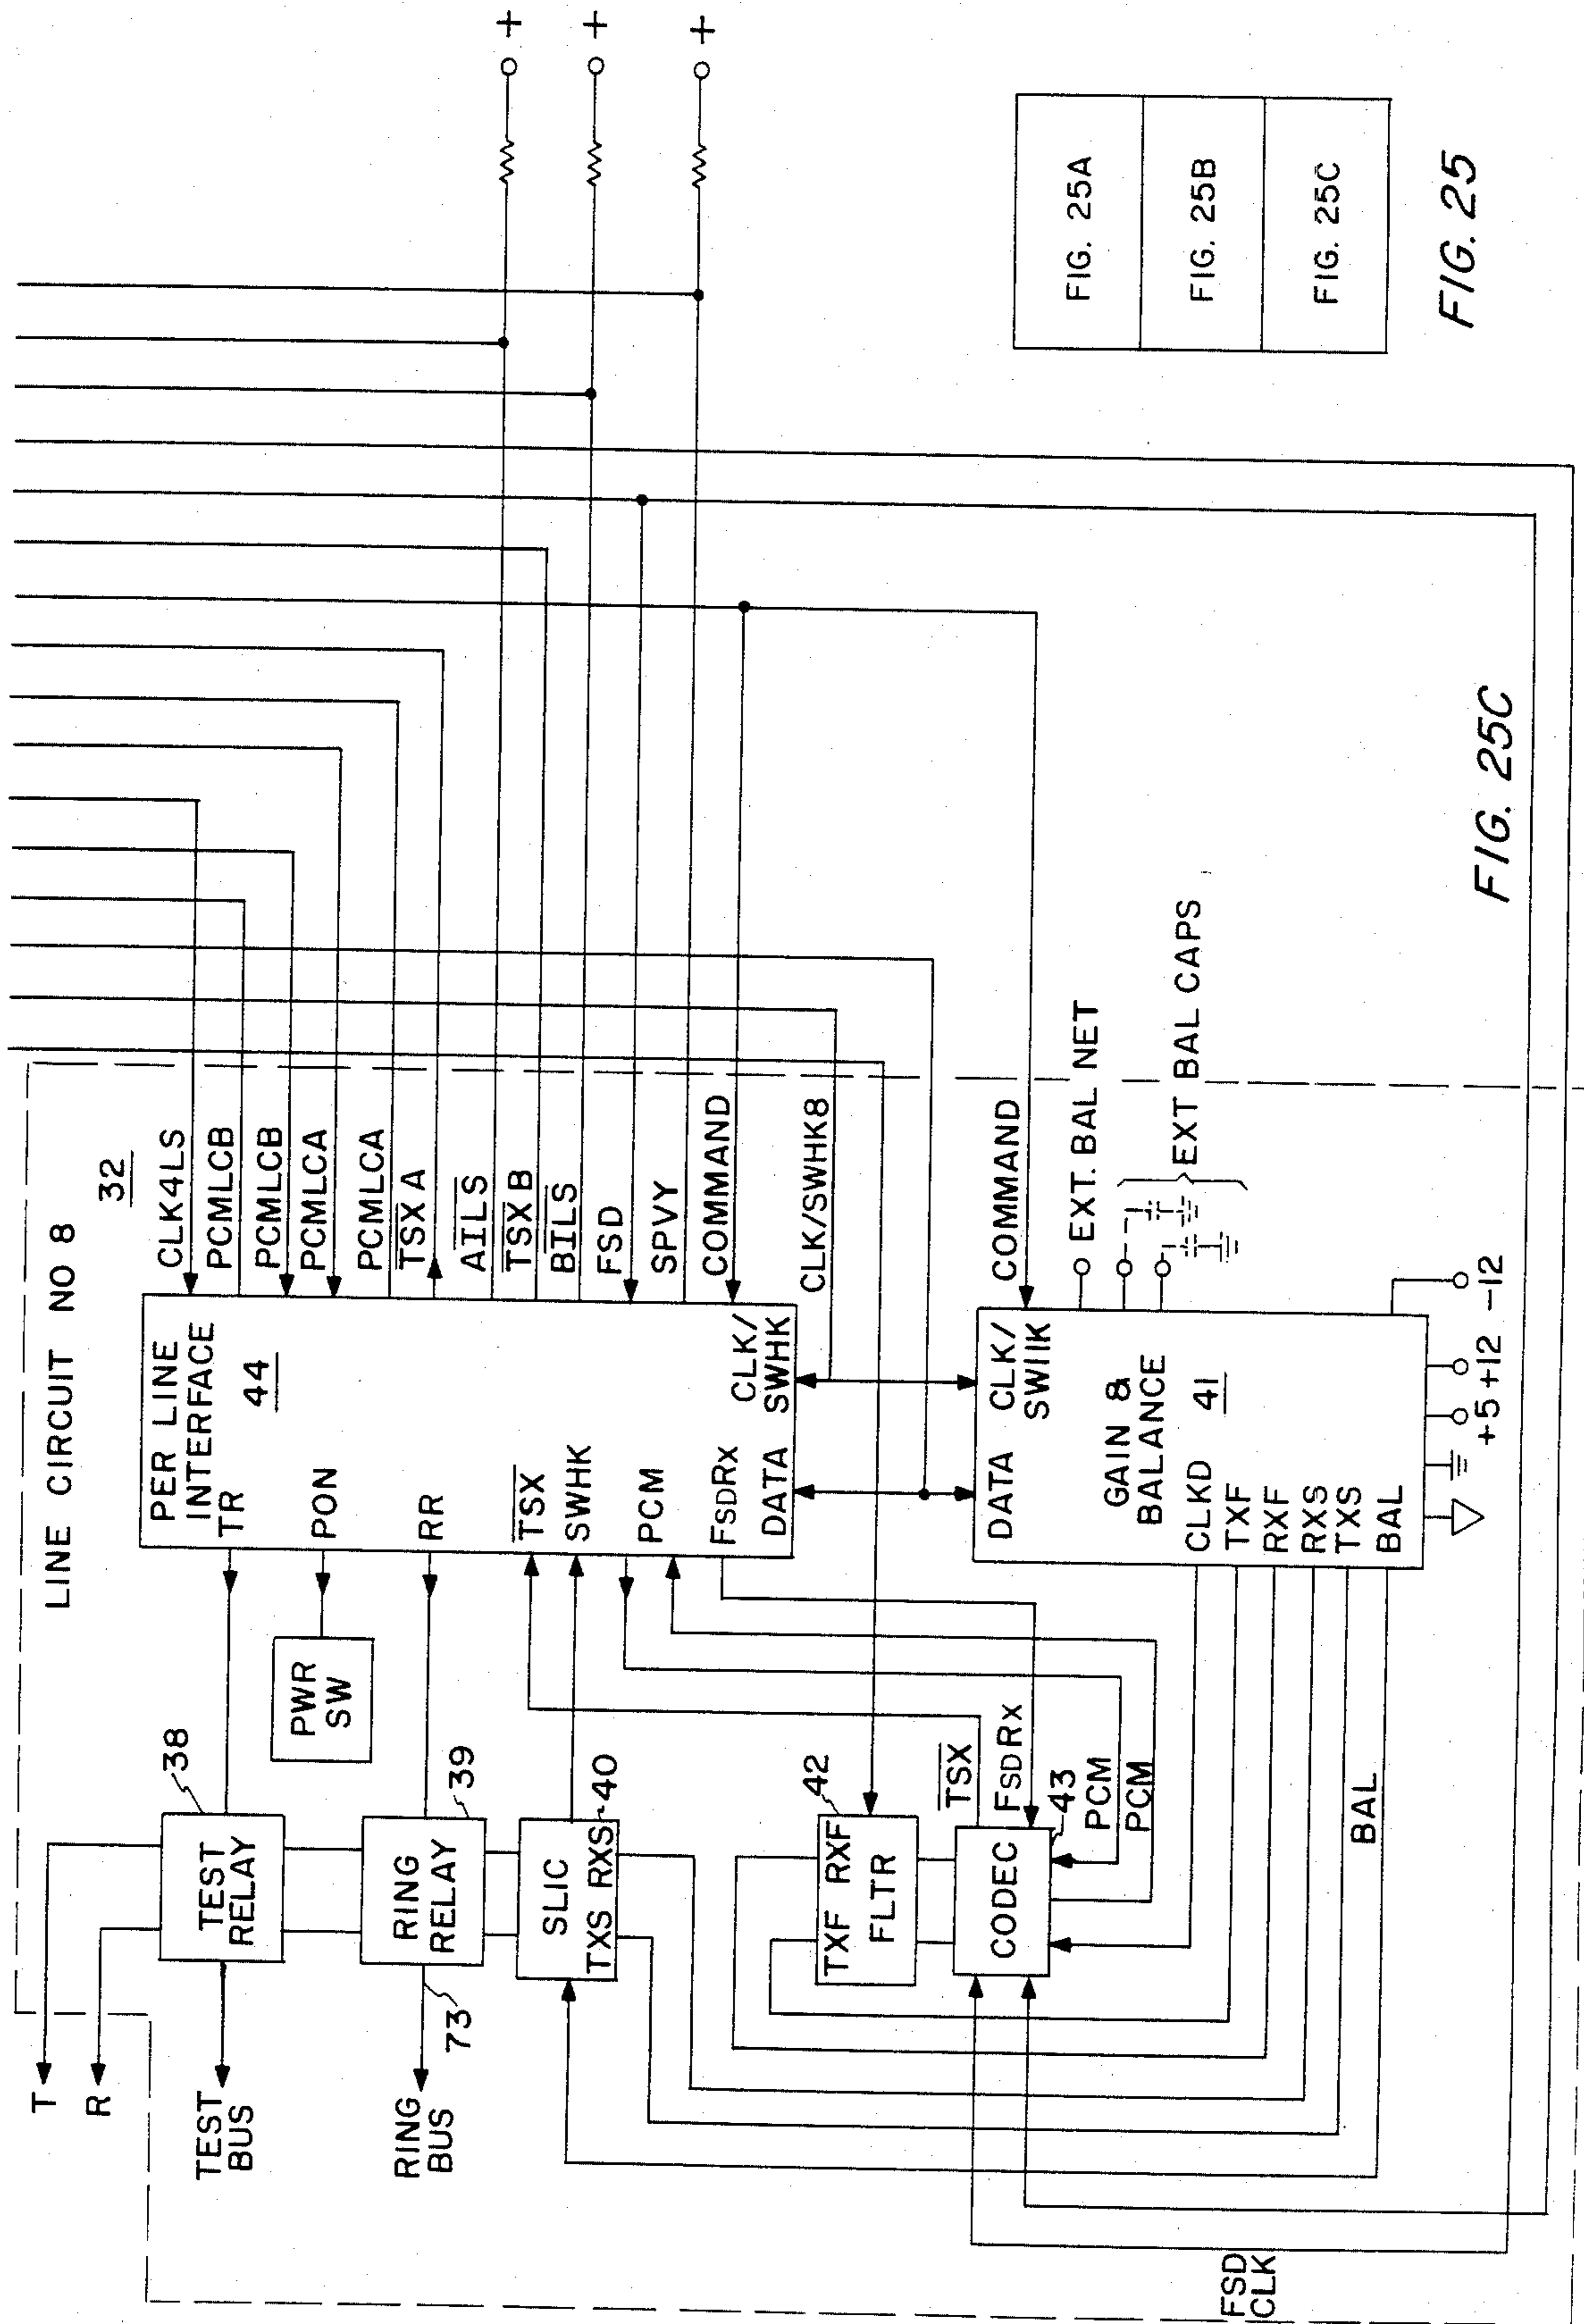 LINE CIRCUIT NO 8
32
T
R
TEST
BUS
RING
BUS
73
38
TEST
RELAY
39
RING
RELAY
40
SLIC
TXS RXS
PWR
SW
PER LINE
INTERFACE
44
TR
PON
RR
TSX
SWHK
PCM
FSDRX
DATA
CLK/
SWHK
CLK4LS
PCMLCB
PCMLCB
PCMLCA
PCMLCA
TSX A
AILS
TSX B
BILS
FSD
SPVY
COMMAND
CLK/SWHK8
+
+
+
42
TXF RXF
FLTR
TSX
FSDRX
43
CODEC
PCM
PCM
COMMAND
DATA
CLK/
SWHK
GAIN &
BALANCE
41
CLKD
TXF
RXF
RXS
TXS
BAL
EXT. BAL NET
EXT BAL CAPS
+5
+12
-12
BAL
FSD
CLK
FIG. 25C
FIG. 25A
FIG. 25B
FIG. 25C
FIG. 25